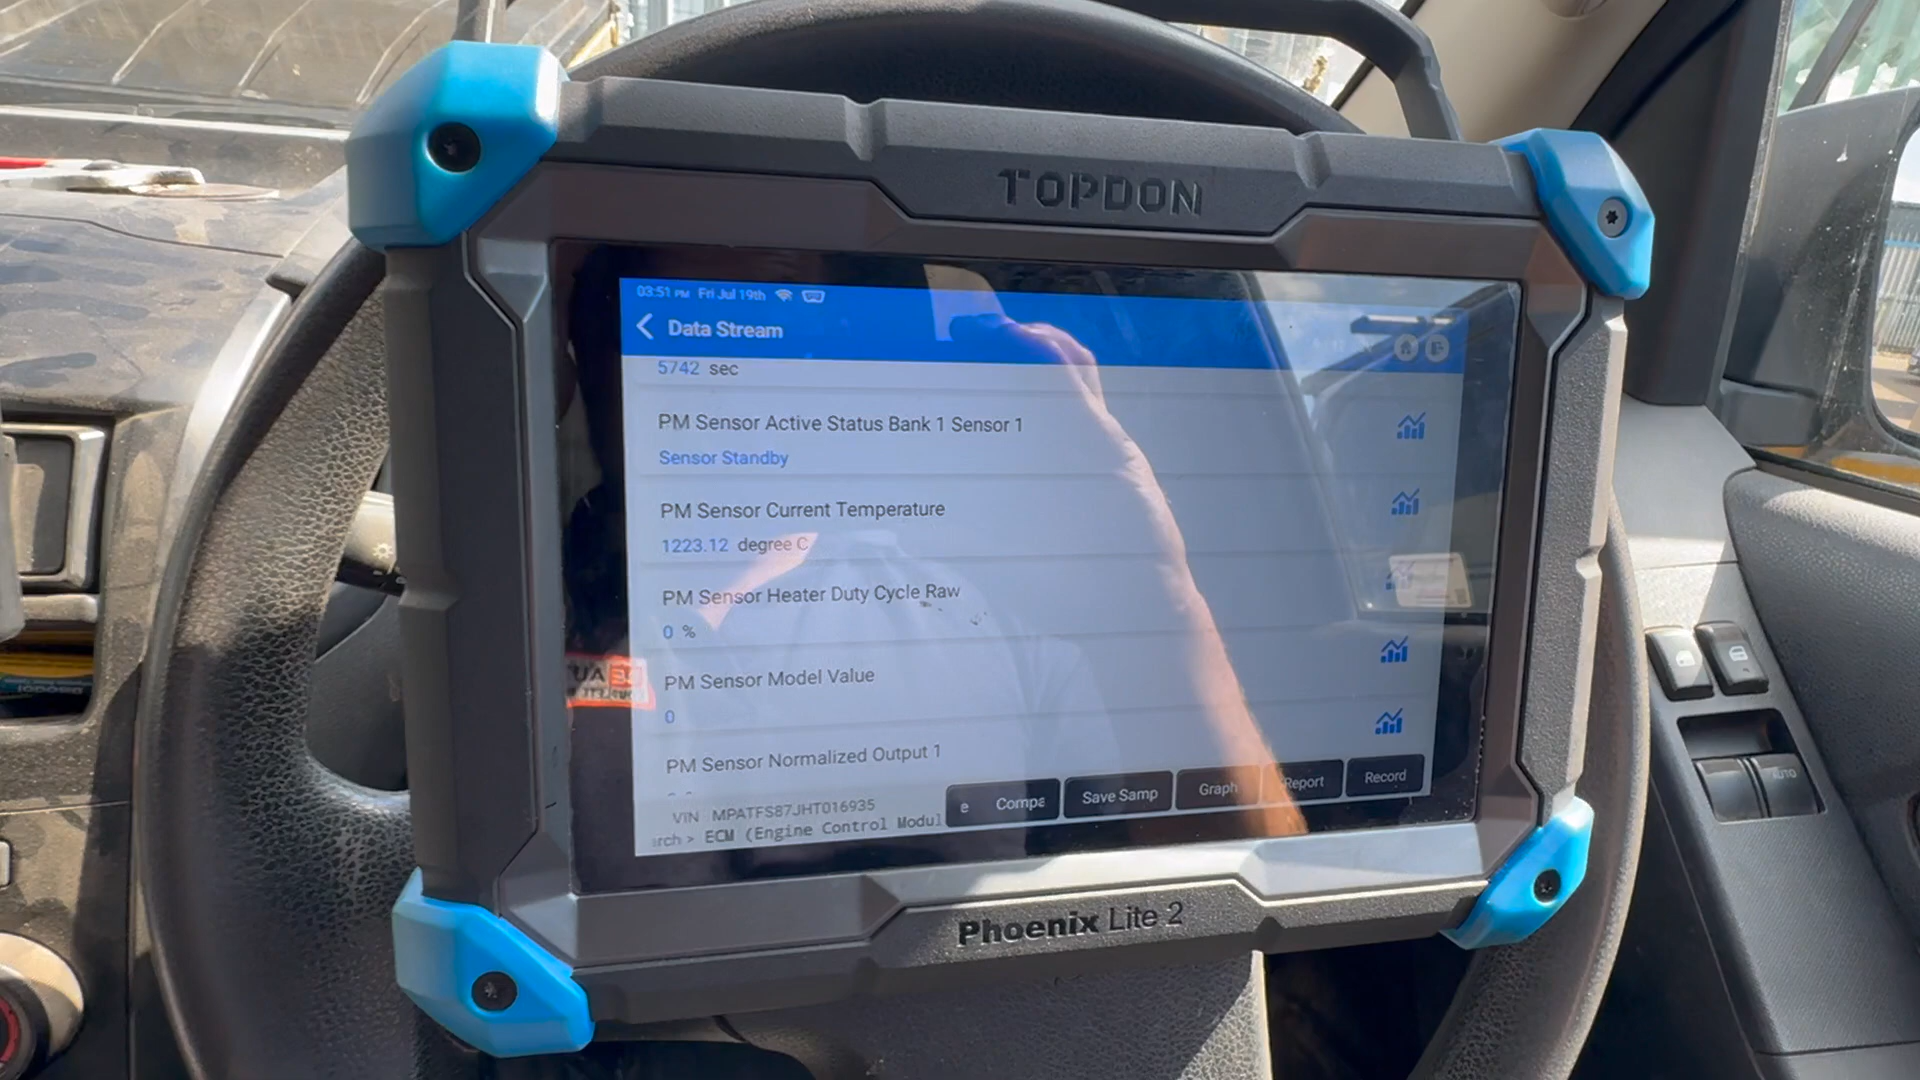 TOPDON
03:51 PM Fri Jul 19th
Data Stream
5742 sec
PM Sensor Active Status Bank 1 Sensor 1
Sensor Standby
PM Sensor Current Temperature
1223.12 degree C
PM Sensor Heater Duty Cycle Raw
0 %
PM Sensor Model Value
0
PM Sensor Normalized Output 1
VIN MPATFS87JHT016935
e Compa Save Samp Graph Report Record
rch > ECM (Engine Control Modul
Phoenix Lite 2
AUTO